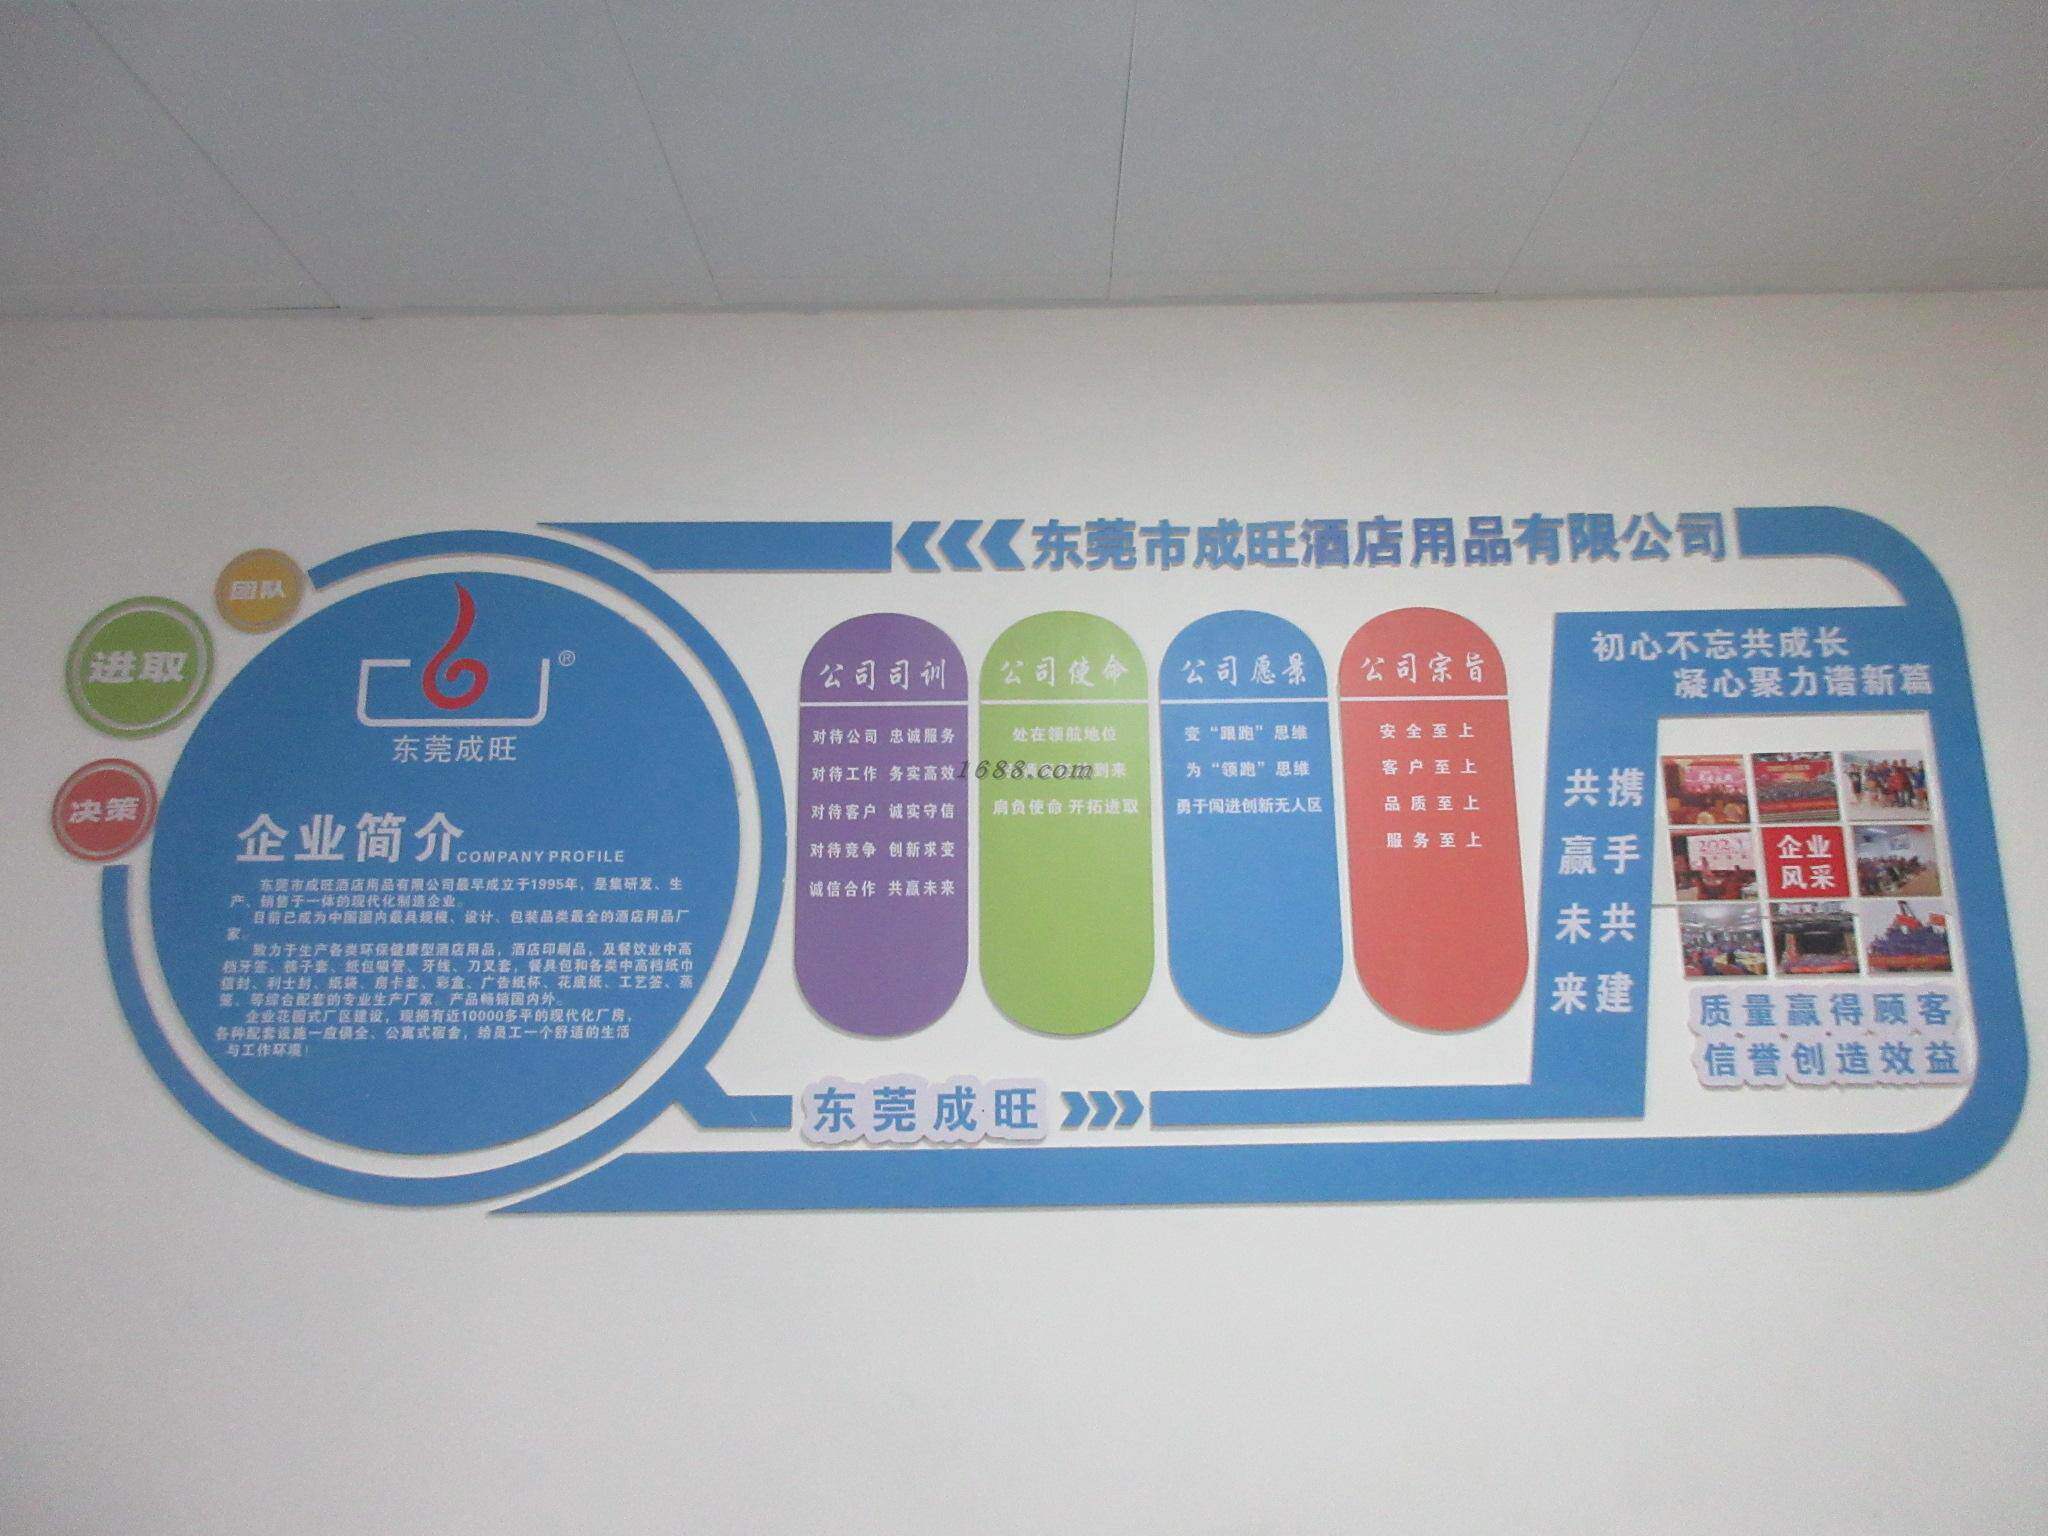 东莞市成旺酒店用品有限公司
团队
进取
决策
®
东莞成旺
企业简介
COMPANY PROFILE
东莞市成旺酒店用品有限公司最早成立于1995年，是集研发、生
产、销售于一体的现代化制造企业。
目前已成为中国国内最具规模、设计、包装品类最全的酒店用品厂
家。
致力于生产各类环保健康型酒店用品，酒店印刷品，及餐饮业中高
档牙签、筷子套、纸包吸管、牙线、刀叉套，餐具包和各类中高档纸巾
信封、利士封、纸袋、房卡套、彩盒、广告纸杯、花底纸、工艺签、蒸
笼、等综合配套的专业生产厂家。产品畅销国内外。
企业花园式厂区建设，现拥有近10000多平的现代化厂房，
各种配套设施一应俱全、公寓式宿舍，给员工一个舒适的生活
与工作环境！
公司司训
对待公司 忠诚服务
对待工作 务实高效
对待客户 诚实守信
对待竞争 创新求变
诚信合作 共赢未来
公司使命
处在领航地位
到来
肩负使命 开拓进取
1688.com
公司愿景
变“跟跑”思维
为“领跑”思维
勇于闯进创新无人区
公司宗旨
安全至上
客户至上
品质至上
服务至上
初心不忘共成长
凝心聚力谱新篇
携手共建
共赢未来
企业
风采
质量赢得顾客
信誉创造效益
东莞成旺